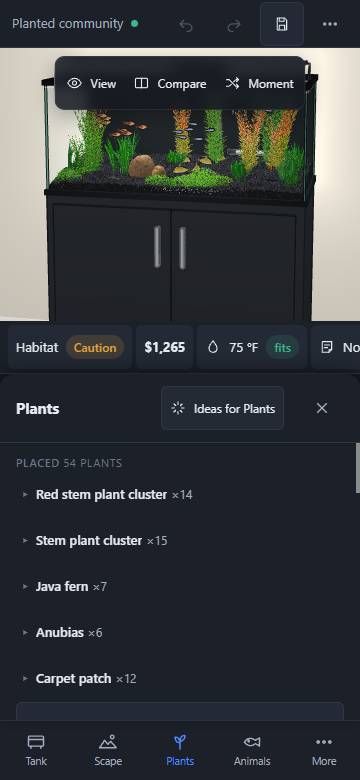 Planted community
View Compare Moment
Habitat Caution $1,265 75 °F fits No
Plants Ideas for Plants
PLACED 54 PLANTS
Red stem plant cluster ×14
Stem plant cluster ×15
Java fern ×7
Anubias ×6
Carpet patch ×12
Tank Scape Plants Animals More